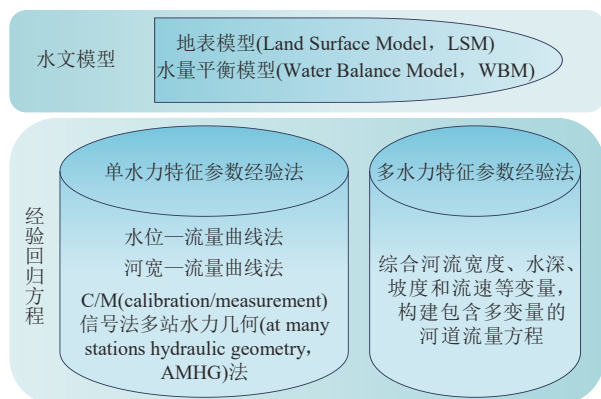 水文模型
地表模型(Land Surface Model，LSM)
水量平衡模型(Water Balance Model，WBM)
经验回归方程
单水力特征参数经验法
水位—流量曲线法
河宽—流量曲线法
C/M(calibration/measurement)
信号法多站水力几何(at many
stations hydraulic geometry，
AMHG)法
多水力特征参数经验法
综合河流宽度、水深、
坡度和流速等变量，
构建包含多变量的
河道流量方程